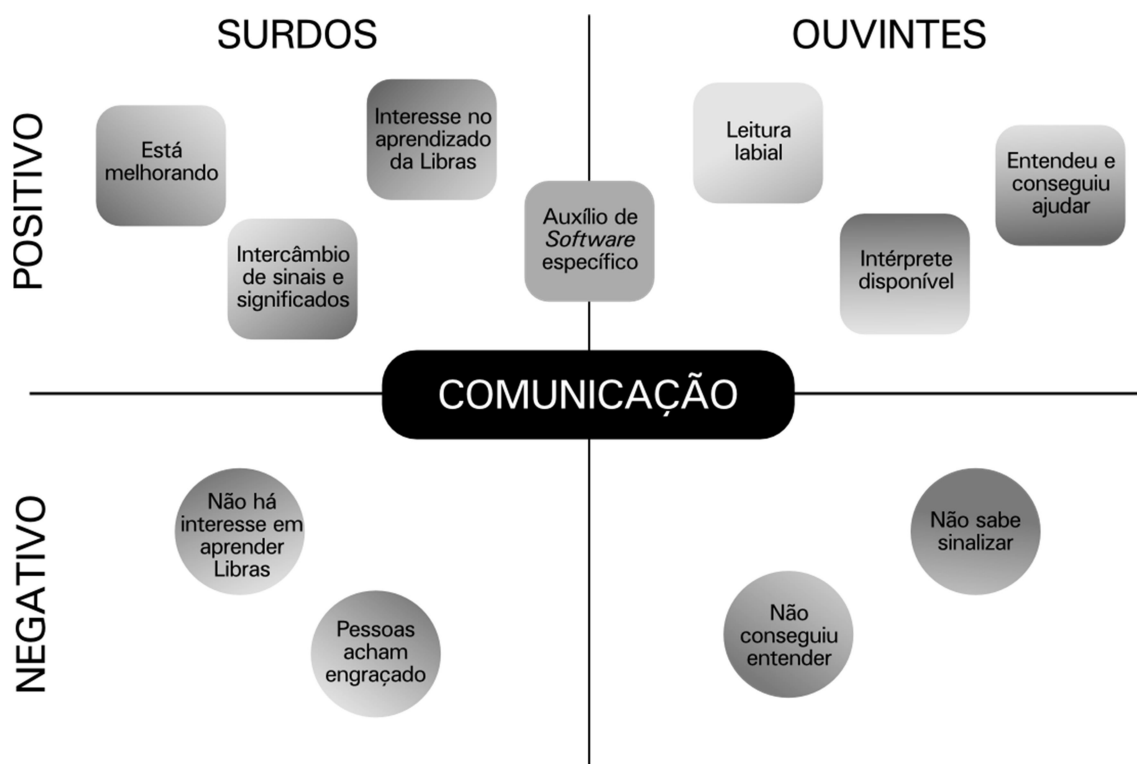 SURDOS
OUVINTES
POSITIVO
Está
melhorando
Interesse no
aprendizado
da Libras
Intercâmbio
de sinais e
significados
Auxílio de
Software
específico
Leitura
labial
Intérprete
disponível
Entendeu e
conseguiu
ajudar
COMUNICAÇÃO
NEGATIVO
Não há
interesse em
aprender
Libras
Pessoas
acham
engraçado
Não
conseguiu
entender
Não sabe
sinalizar